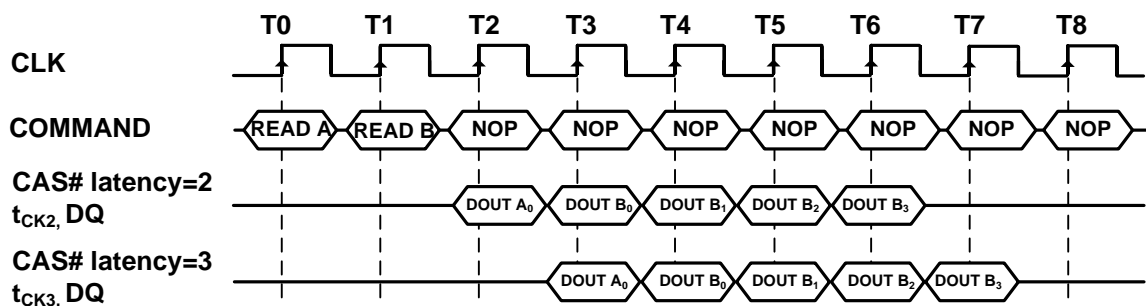 T0 T1 T2 T3 T4 T5 T6 T7 T8
CLK
COMMAND READ A READ B NOP NOP NOP NOP NOP NOP NOP
CAS# latency=2
tCK2, DQ DOUT A0 DOUT B0 DOUT B1 DOUT B2 DOUT B3
CAS# latency=3
tCK3, DQ DOUT A0 DOUT B0 DOUT B1 DOUT B2 DOUT B3